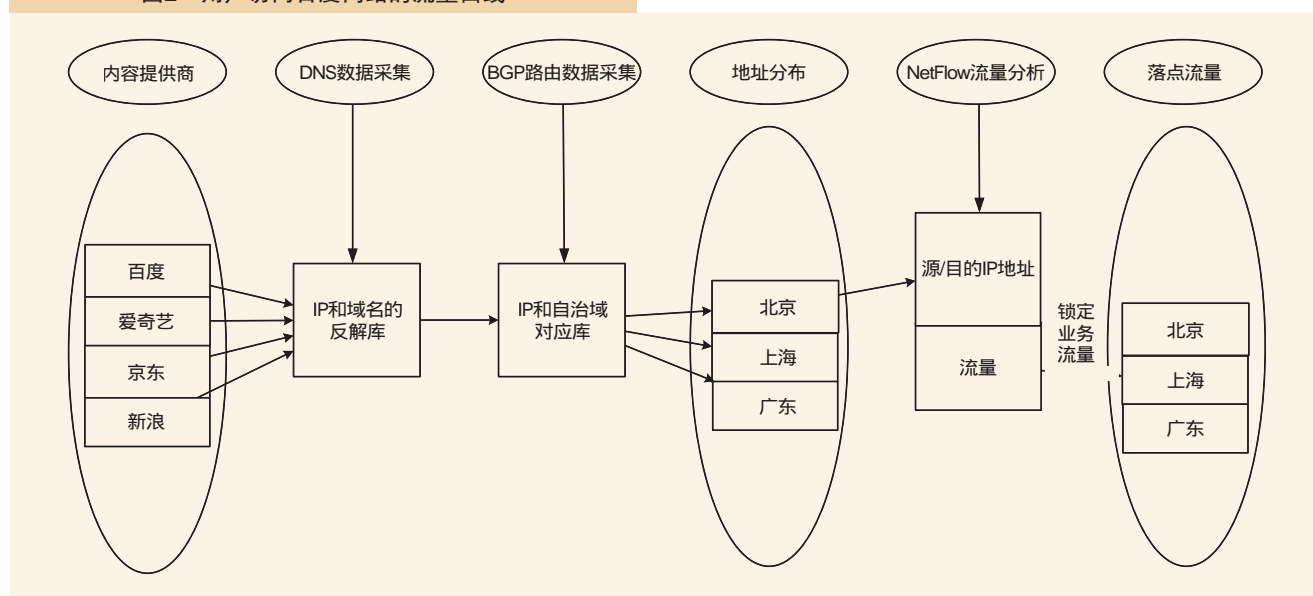 内容提供商
DNS数据采集
BGP路由数据采集
地址分布
NetFlow流量分析
落点流量
百度
爱奇艺
京东
新浪
IP和域名的
反解库
IP和自治域
对应库
北京
上海
广东
源/目的IP地址
流量
锁定
业务
流量
北京
上海
广东